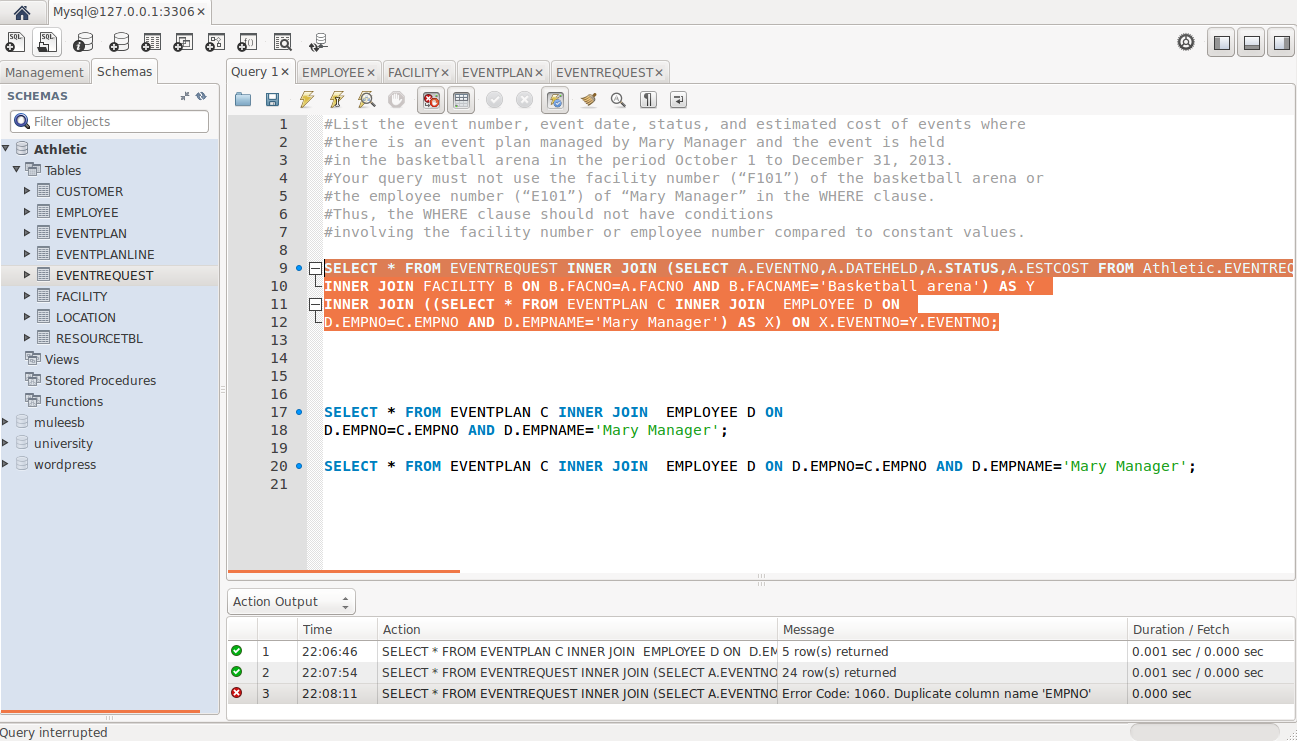 Mysql@127.0.0.1:3306
Management
Schemas
SCHEMAS
Filter objects
Athletic
Tables
CUSTOMER
EMPLOYEE
EVENTPLAN
EVENTPLANLINE
EVENTREQUEST
FACILITY
LOCATION
RESOURCETBL
Views
Stored Procedures
Functions
muleesb
university
wordpress
Query 1 EMPLOYEE FACILITY EVENTPLAN EVENTREQUEST
1 #List the event number, event date, status, and estimated cost of events where
2 #there is an event plan managed by Mary Manager and the event is held
3 #in the basketball arena in the period October 1 to December 31, 2013.
4 #Your query must not use the facility number (“F101”) of the basketball arena or
5 #the employee number (“E101”) of “Mary Manager” in the WHERE clause.
6 #Thus, the WHERE clause should not have conditions
7 #involving the facility number or employee number compared to constant values.
8
9 SELECT * FROM EVENTREQUEST INNER JOIN (SELECT A.EVENTNO,A.DATEHELD,A.STATUS,A.ESTCOST FROM Athletic.EVENTREQ
10 INNER JOIN FACILITY B ON B.FACNO=A.FACNO AND B.FACNAME='Basketball arena') AS Y
11 INNER JOIN ((SELECT * FROM EVENTPLAN C INNER JOIN  EMPLOYEE D ON
12 D.EMPNO=C.EMPNO AND D.EMPNAME='Mary Manager') AS X) ON X.EVENTNO=Y.EVENTNO;
13
14
15
16
17 SELECT * FROM EVENTPLAN C INNER JOIN  EMPLOYEE D ON
18 D.EMPNO=C.EMPNO AND D.EMPNAME='Mary Manager';
19
20 SELECT * FROM EVENTPLAN C INNER JOIN  EMPLOYEE D ON D.EMPNO=C.EMPNO AND D.EMPNAME='Mary Manager';
21
Action Output
Time Action Message Duration / Fetch
1 22:06:46 SELECT * FROM EVENTPLAN C INNER JOIN  EMPLOYEE D ON  D.EM 5 row(s) returned 0.001 sec / 0.000 sec
2 22:07:54 SELECT * FROM EVENTREQUEST INNER JOIN (SELECT A.EVENTNO 24 row(s) returned 0.001 sec / 0.000 sec
3 22:08:11 SELECT * FROM EVENTREQUEST INNER JOIN (SELECT A.EVENTNO Error Code: 1060. Duplicate column name 'EMPNO' 0.000 sec
Query interrupted